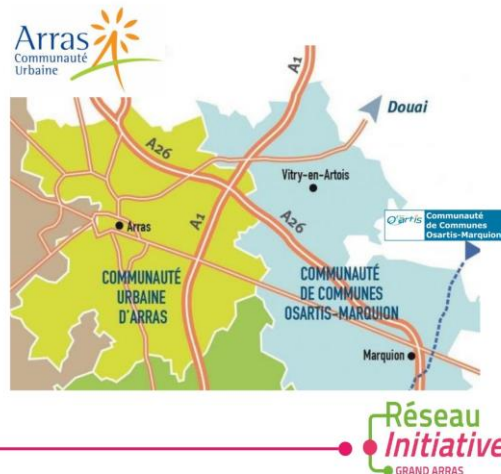 Arras
Communauté
Urbaine
A1
A26
Douai
Vitry-en-Artois
O'artis Communauté
de Communes
Osartis-Marquion
Arras
A1
A26
COMMUNAUTÉ
URBAINE
D'ARRAS
COMMUNAUTÉ
DE COMMUNES
OSARTIS-MARQUION
Marquion
Réseau
Initiative
GRAND ARRAS